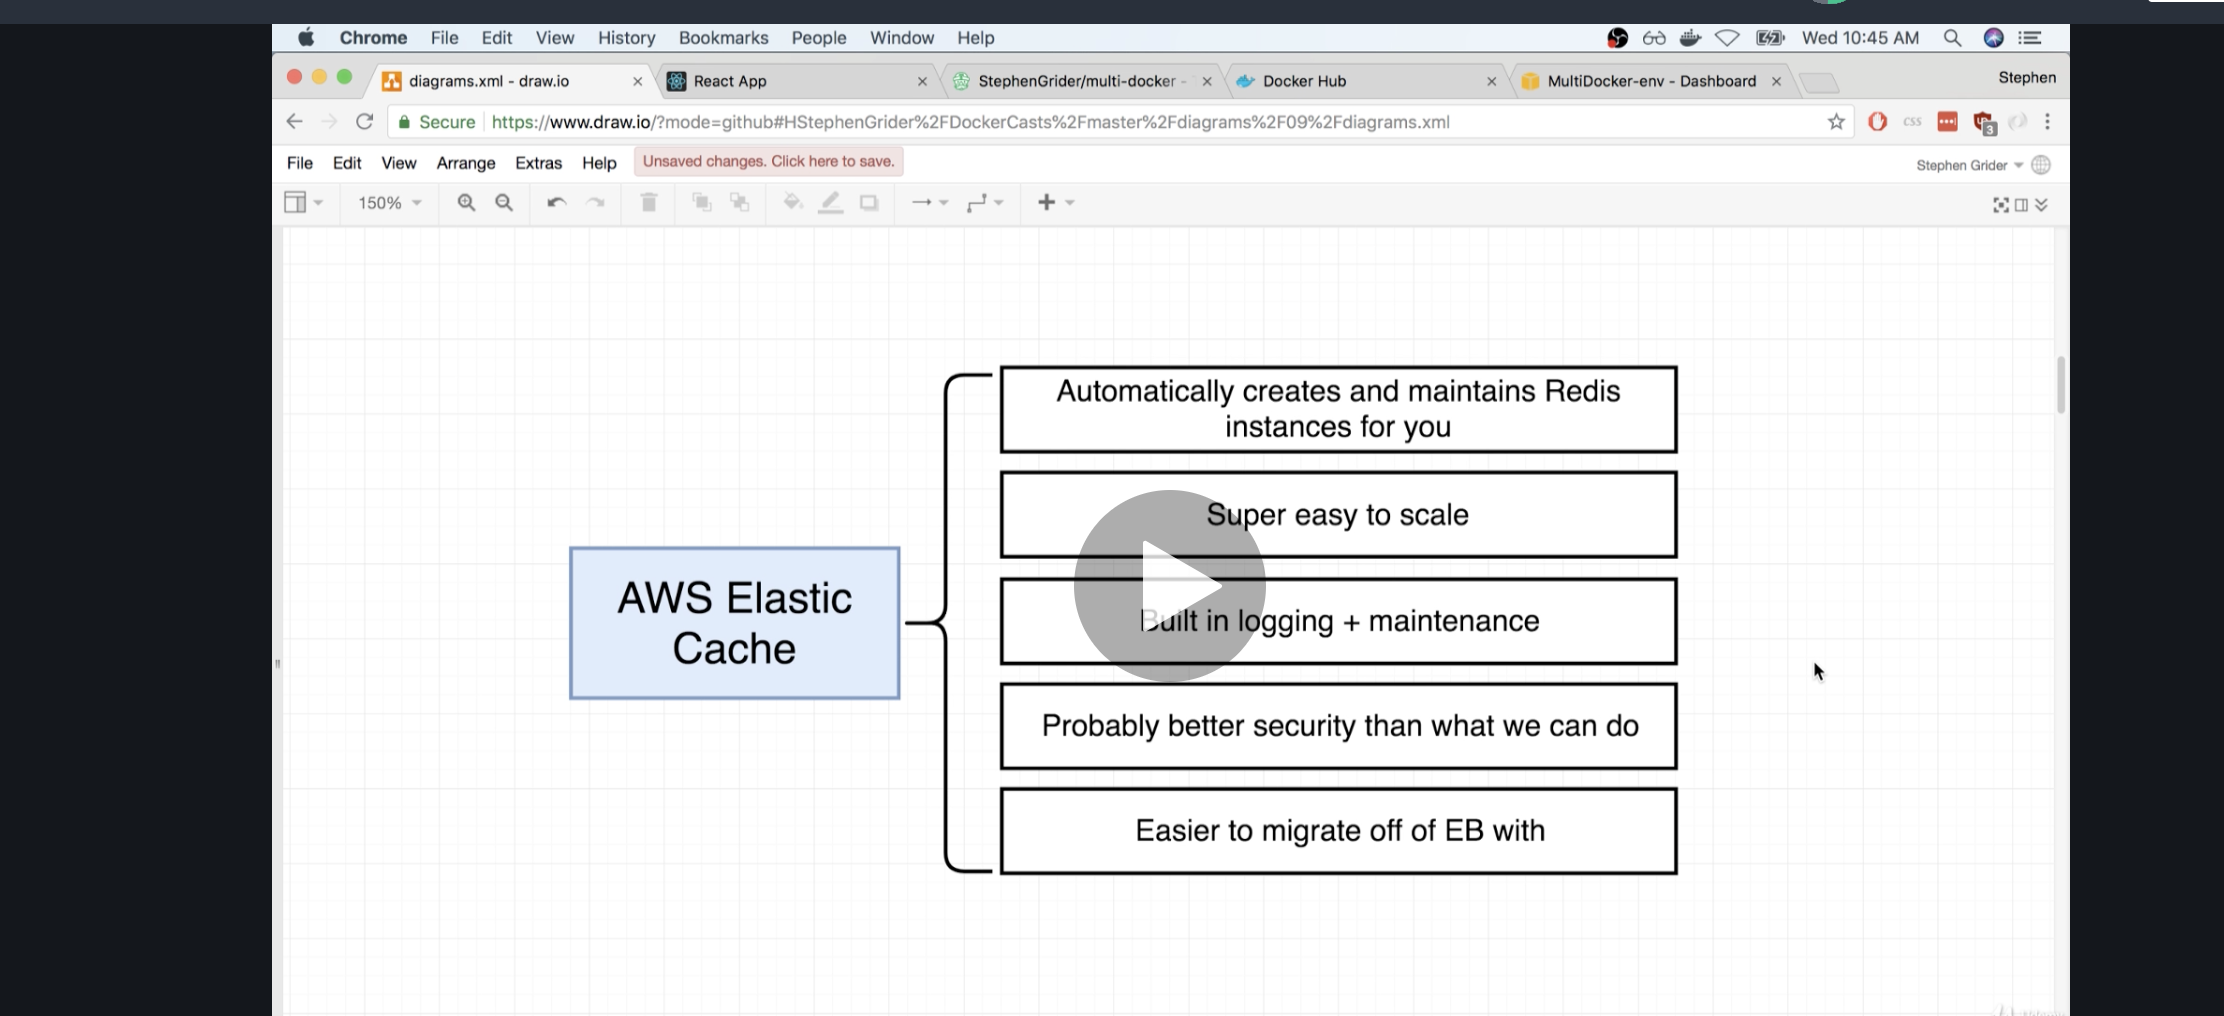 Chrome File Edit View History Bookmarks People Window Help Wed 10:45 AM
diagrams.xml - draw.io React App StephenGrider/multi-docker - Docker Hub MultiDocker-env - Dashboard Stephen
Secure https://www.draw.io/?mode=github#HStephenGrider%2FDockerCasts%2Fmaster%2Fdiagrams%2F09%2Fdiagrams.xml css 3
File Edit View Arrange Extras Help Unsaved changes. Click here to save. Stephen Grider
150%
Automatically creates and maintains Redis
instances for you
Super easy to scale
AWS Elastic
Cache
Built in logging + maintenance
Probably better security than what we can do
Easier to migrate off of EB with